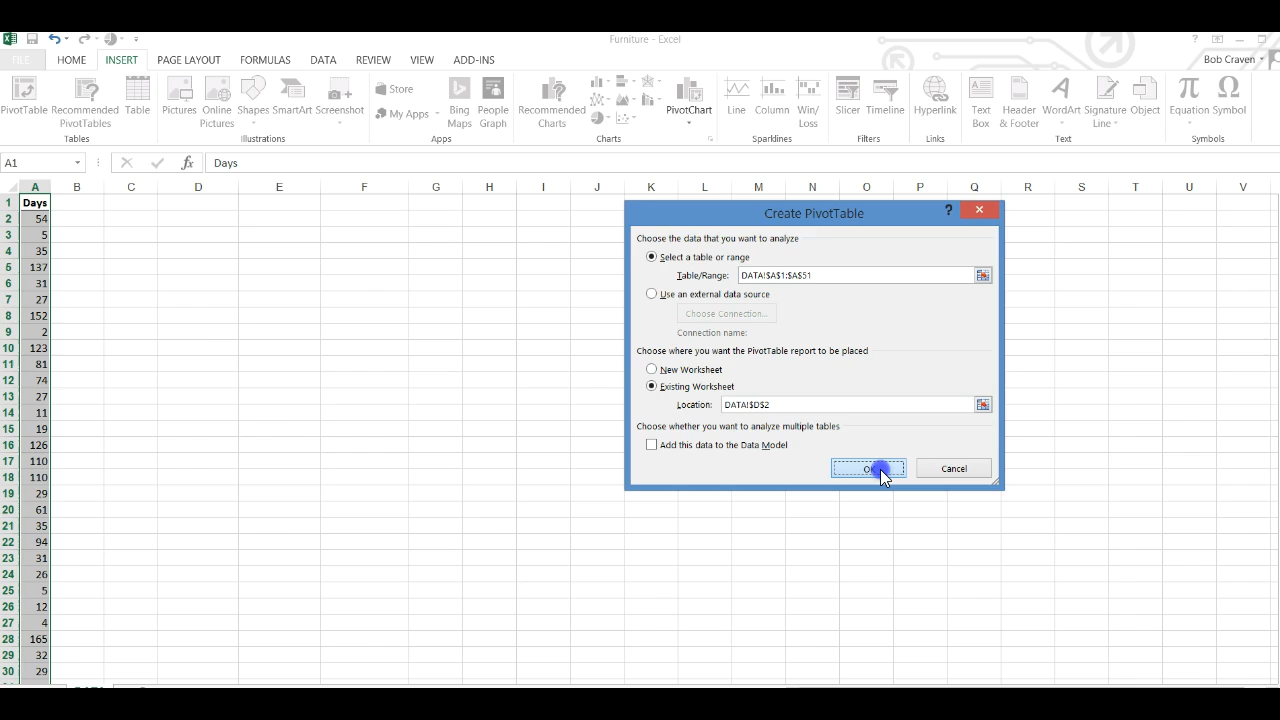 Furniture - Excel
?
FILE HOME INSERT PAGE LAYOUT FORMULAS DATA REVIEW VIEW ADD-INS Bob Craven
PivotTable Recommended PivotTables Table
Tables
Pictures Online Pictures Shapes SmartArt Screenshot
Illustrations
Store
My Apps
Bing Maps People Graph
Apps
Recommended Charts PivotChart
Charts
Line Column Win/ Loss
Sparklines
Slicer Timeline
Filters
Hyperlink
Links
Text Box Header & Footer WordArt Signature Line Object
Text
Equation Symbol
Symbols
A1 fx Days
A B C D E F G H I J K L M N O P Q R S T U V
1 Days
2 54
3 5
4 35
5 137
6 31
7 27
8 152
9 2
10 123
11 81
12 74
13 27
14 11
15 19
16 126
17 110
18 110
19 29
20 61
21 35
22 94
23 31
24 26
25 5
26 12
27 4
28 165
29 32
30 29
Create PivotTable ?
Choose the data that you want to analyze
Select a table or range
Table/Range: DATA!$A$1:$A$51
Use an external data source
Choose Connection...
Connection name:
Choose where you want the PivotTable report to be placed
New Worksheet
Existing Worksheet
Location: DATA!$D$2
Choose whether you want to analyze multiple tables
Add this data to the Data Model
OK Cancel